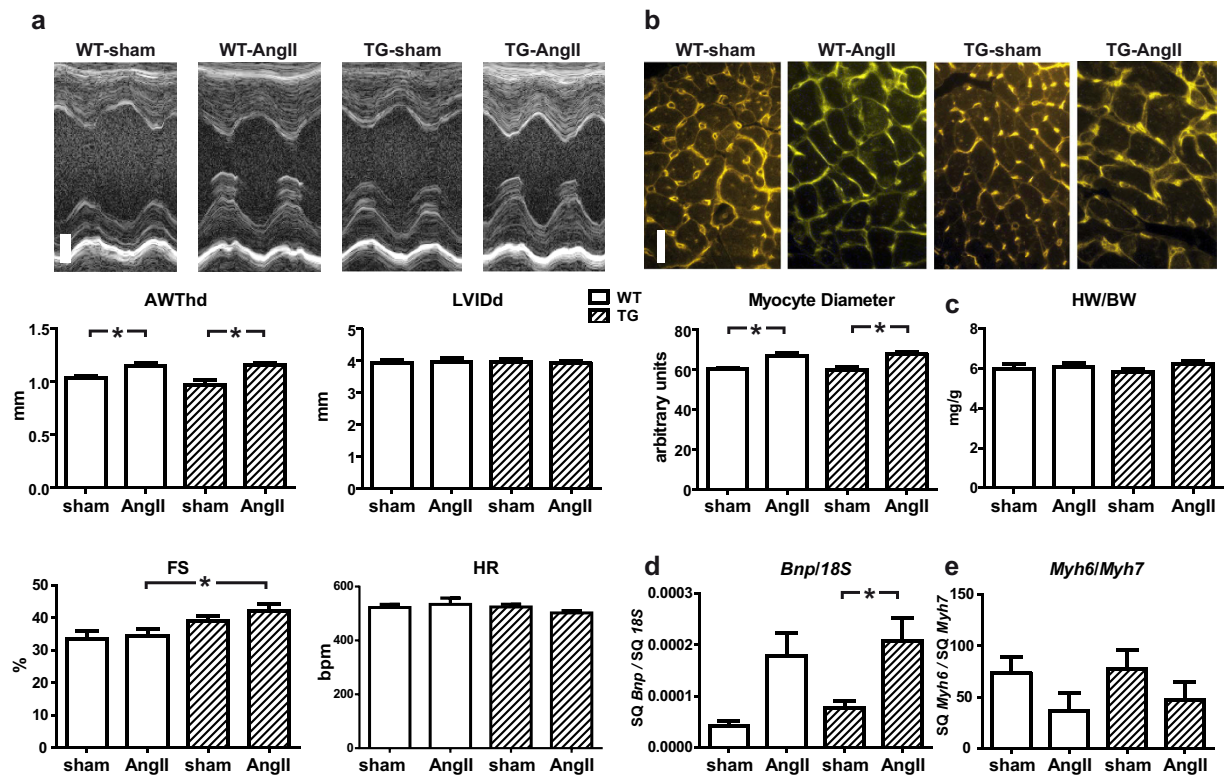 a
WT-sham WT-AngII TG-sham TG-AngII
b
WT-sham WT-AngII TG-sham TG-AngII
AWThd
mm
1.5
1.0
0.5
0.0
sham AngII sham AngII
*
*
LVIDd
mm
5
4
3
2
1
0
sham AngII sham AngII
WT
TG
Myocyte Diameter
arbitrary units
80
60
40
20
0
sham AngII sham AngII
*
*
c
HW/BW
mg/g
8
6
4
2
0
sham AngII sham AngII
FS
%
50
40
30
20
10
0
sham AngII sham AngII
*
HR
bpm
600
400
200
0
sham AngII sham AngII
d
Bnp/18S
SQ Bnp / SQ 18S
0.0003
0.0002
0.0001
0.0000
sham AngII sham AngII
*
e
Myh6/Myh7
SQ Myh6 / SQ Myh7
150
100
50
0
sham AngII sham AngII